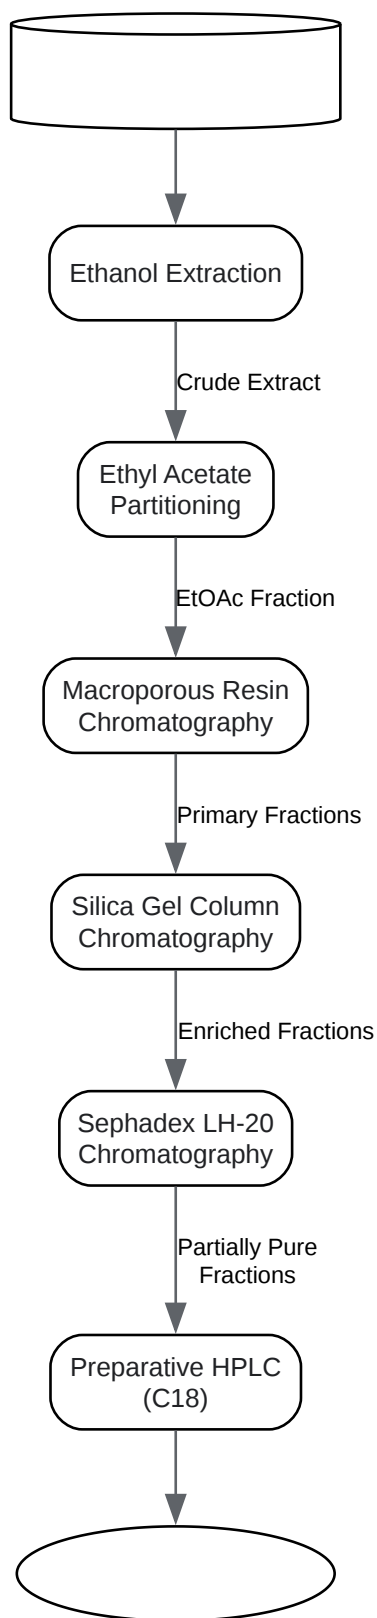 Ethanol Extraction
Crude Extract
Ethyl Acetate
Partitioning
EtOAc Fraction
Macroporous Resin
Chromatography
Primary Fractions
Silica Gel Column
Chromatography
Enriched Fractions
Sephadex LH-20
Chromatography
Partially Pure
Fractions
Preparative HPLC
(C18)